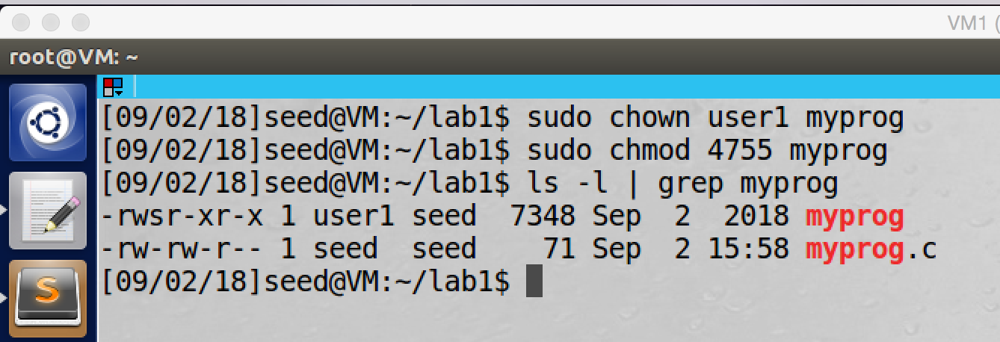 VM1 (
root@VM: ~
[09/02/18]seed@VM:~/lab1$ sudo chown user1 myprog
[09/02/18]seed@VM:~/lab1$ sudo chmod 4755 myprog
[09/02/18]seed@VM:~/lab1$ ls -l | grep myprog
-rwsr-xr-x 1 user1 seed  7348 Sep  2  2018 myprog
-rw-rw-r-- 1 seed  seed    71 Sep  2 15:58 myprog.c
[09/02/18]seed@VM:~/lab1$